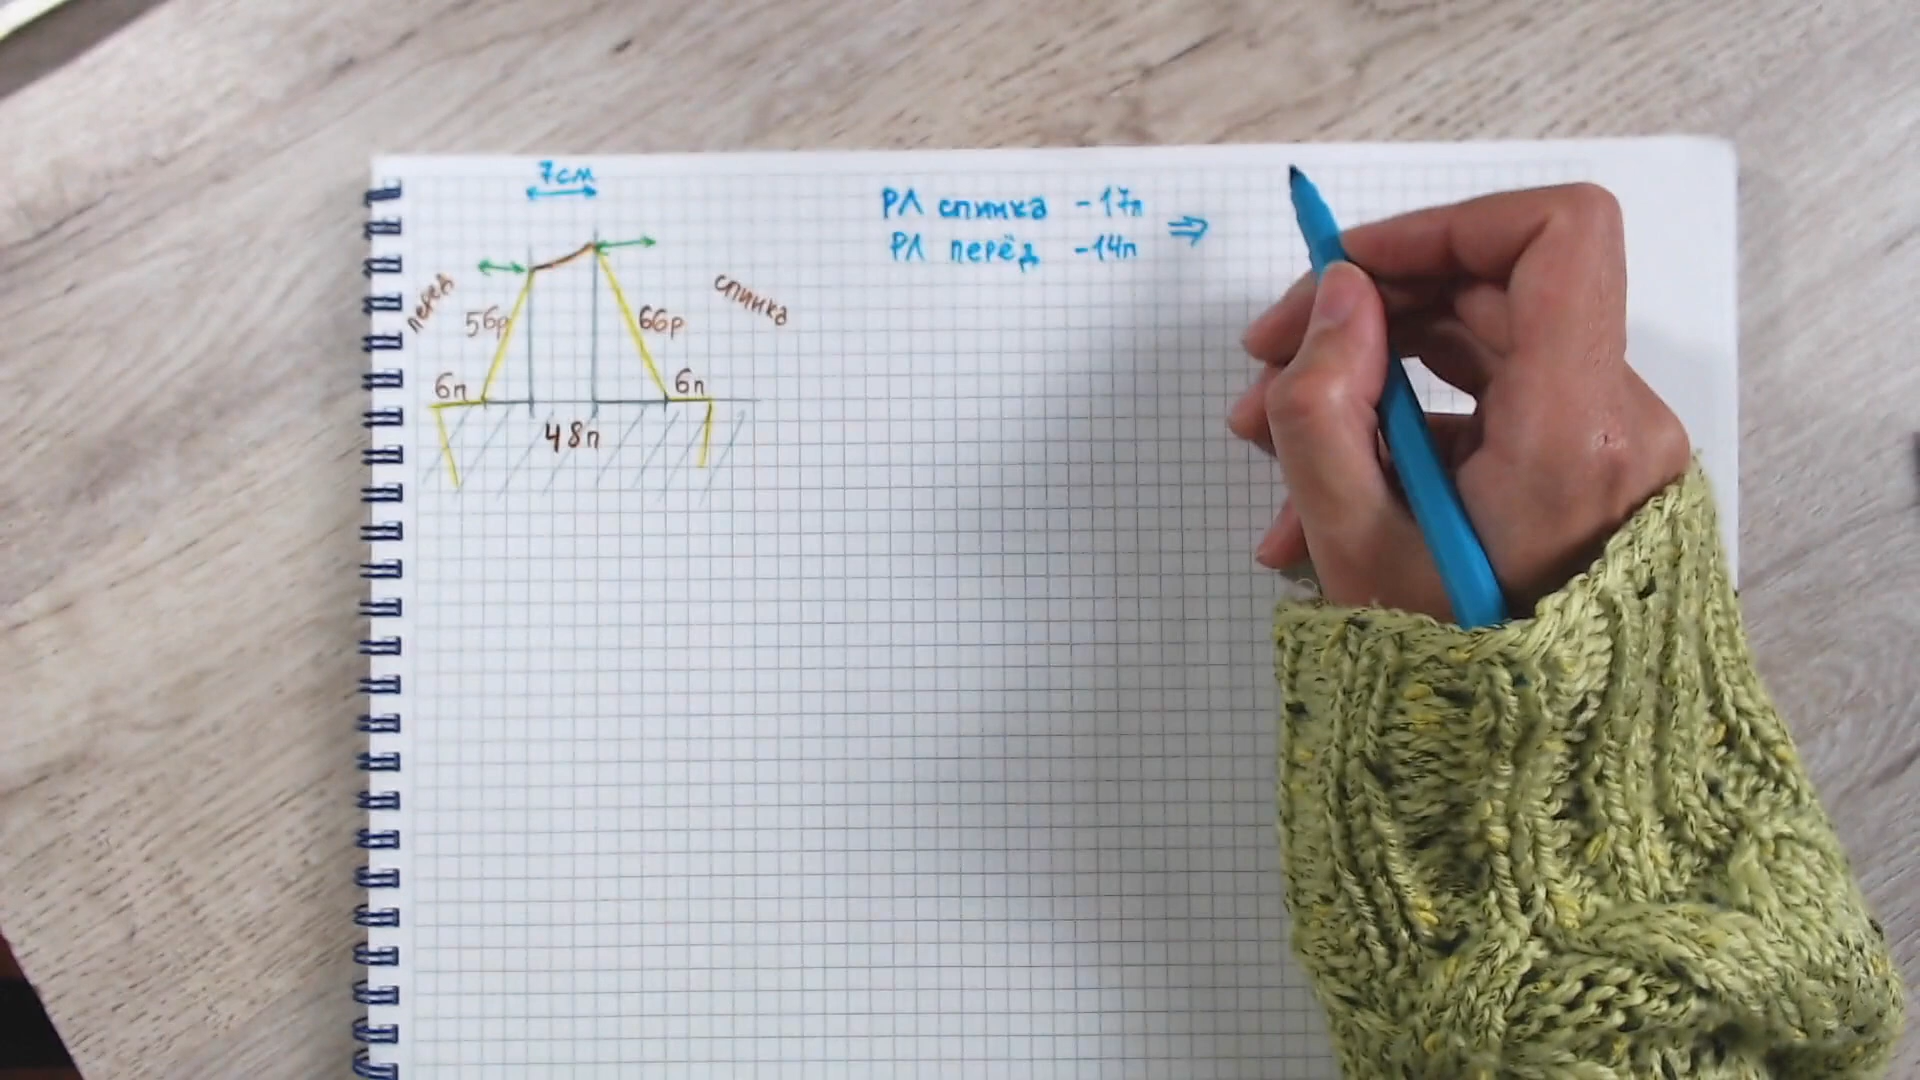 7см
РЛ спинка -17п
РЛ перёд -14п
⇒
перед
56р
66р
спинка
6п
6п
48п